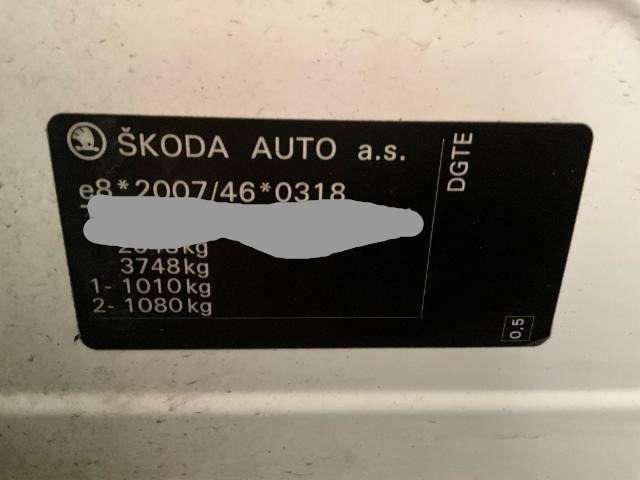 ŠKODA AUTO a.s.
e8*2007/46*0318
3748kg
1- 1010kg
2- 1080kg
DGTE
0,5